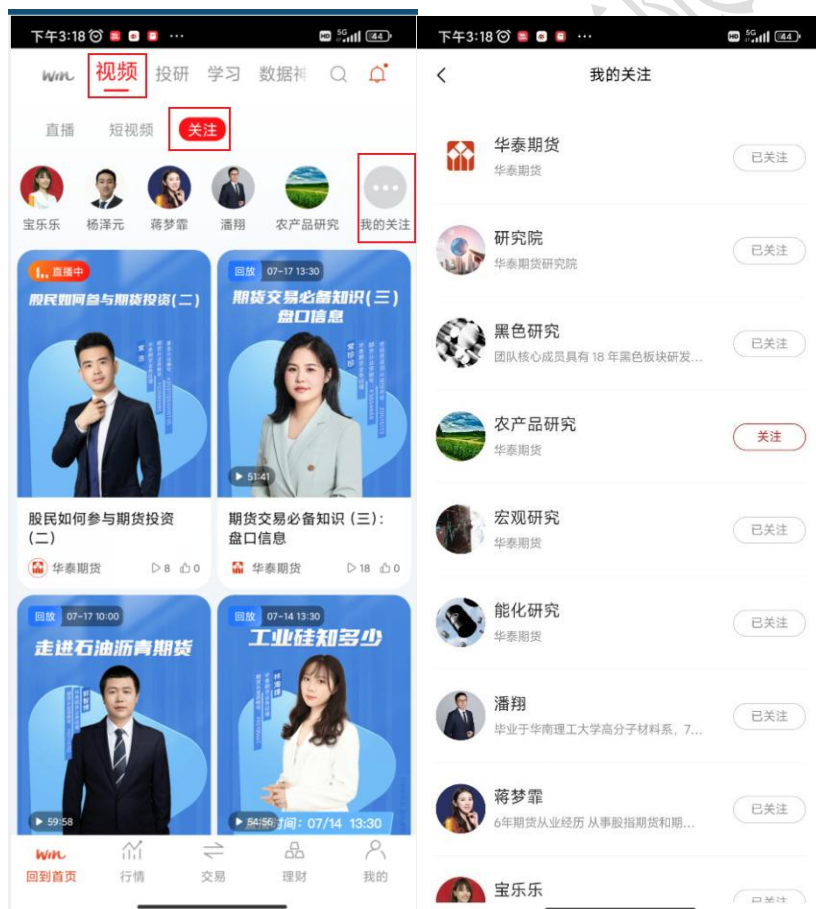 下午3:18
HD 5G 44
Win 视频 投研 学习 数据神
直播 短视频 关注
宝乐乐 杨泽元 蒋梦霏 潘翔 农产品研究 我的关注
直播中
股民如何参与期货投资(二)
回放 07-17 13:30
期货交易必备知识(三)
盘口信息
51:41
股民如何参与期货投资
(二)
华泰期货 8 0
期货交易必备知识 (三):
盘口信息
华泰期货 18 0
回放 07-17 10:00
走进石油沥青期货
59:58
回放 07-14 13:30
工业硅知多少
54:56
时间: 07/14 13:30
Win
回到首页 行情 交易 理财 我的
下午3:18
HD 5G 44
我的关注
华泰期货
华泰期货
已关注
研究院
华泰期货研究院
已关注
黑色研究
团队核心成员具有 18 年黑色板块研发...
已关注
农产品研究
华泰期货
关注
宏观研究
华泰期货
已关注
能化研究
华泰期货
已关注
潘翔
毕业于华南理工大学高分子材料系, 7...
已关注
蒋梦霏
6年期货从业经历 从事股指期货和期...
已关注
宝乐乐
已关注